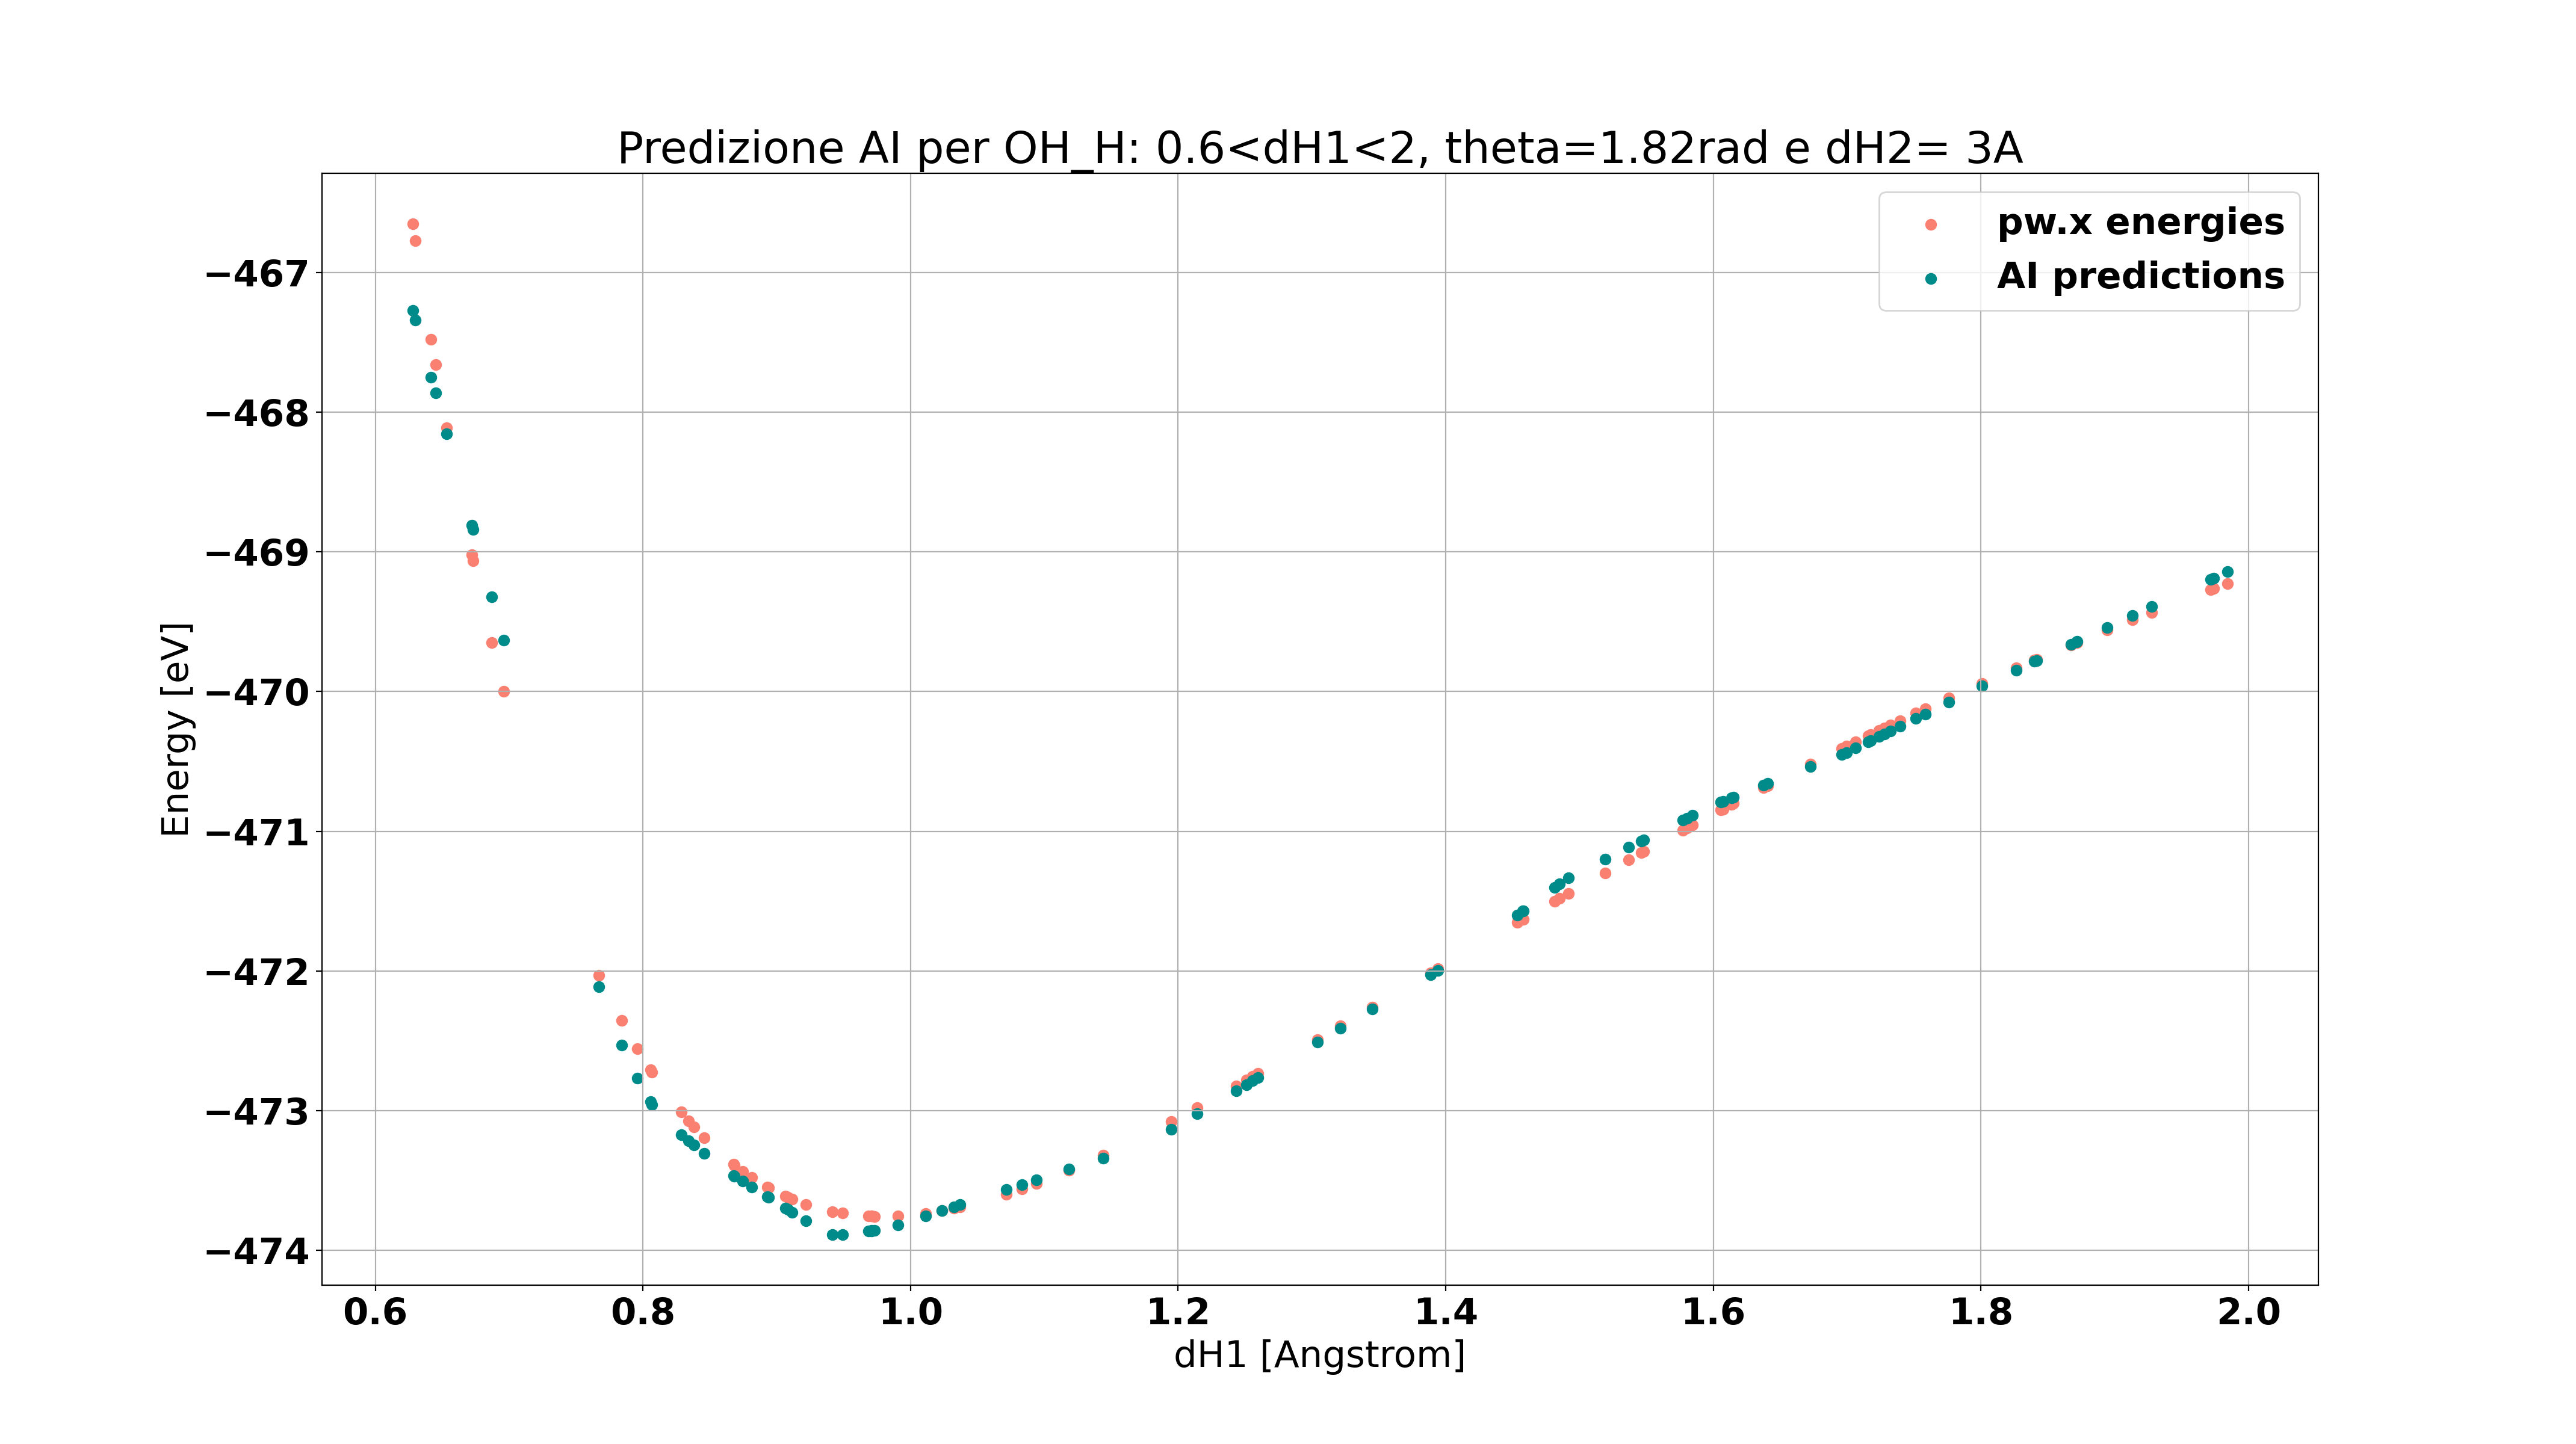 Predizione AI per OH_H: 0.6<dH1<2, theta=1.82rad e dH2= 3A
pw.x energies
AI predictions
Energy [eV]
−467
−468
−469
−470
−471
−472
−473
−474
0.6 0.8 1.0 1.2 1.4 1.6 1.8 2.0
dH1 [Angstrom]